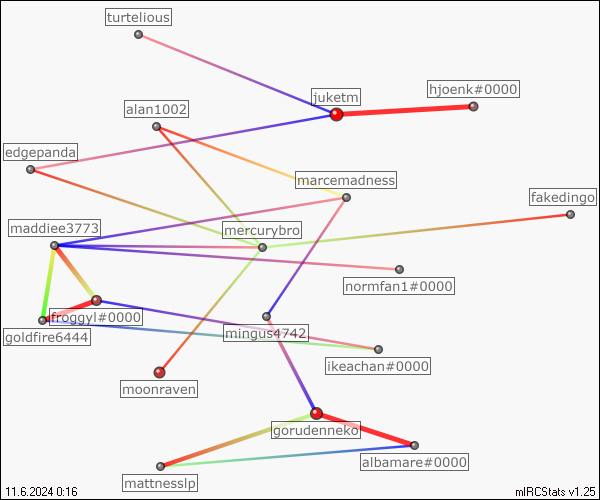 turtelious
hjoenk#0000
juketm
alan1002
edgepanda
marcemadness
fakedingo
maddiee3773
mercurybro
normfan1#0000
froggyl#0000
goldfire6444
mingus4742
ikeachan#0000
moonraven
gorudenneko
albamare#0000
mattnesslp
11.6.2024 0:16
mIRCStats v1.25